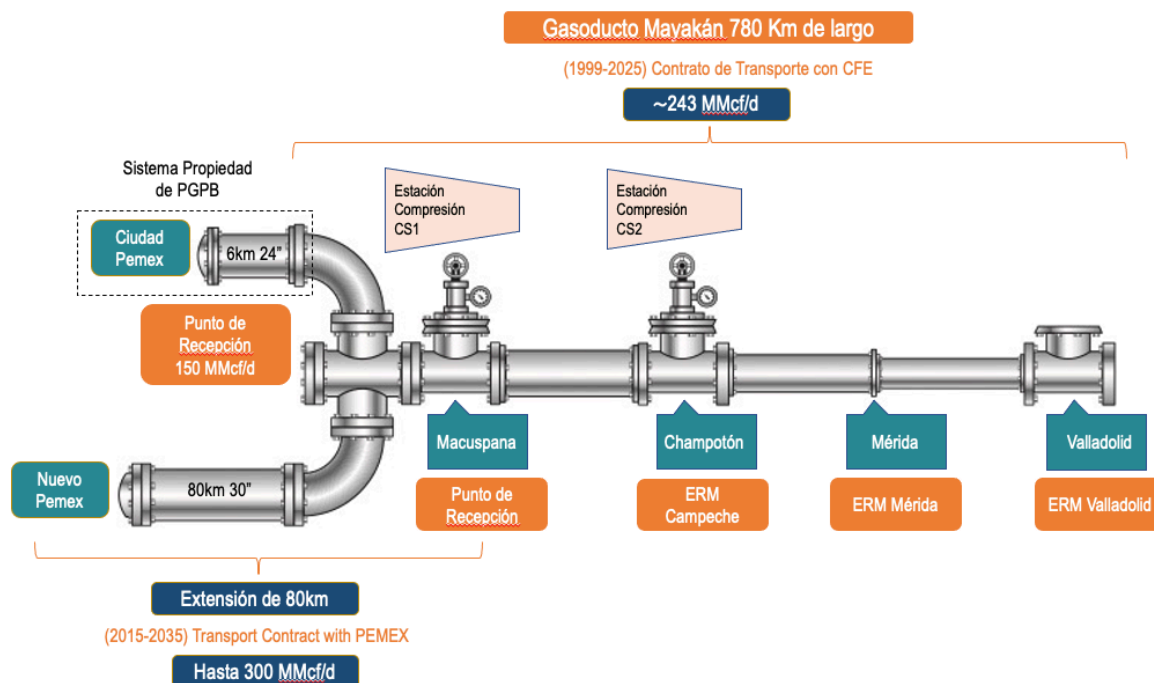 Gasoducto Mayakán 780 Km de largo
(1999-2025) Contrato de Transporte con CFE
~243 MMcf/d
Sistema Propiedad
de PGPB
Ciudad
Pemex
6km 24”
Estación
Compresión
CS1
Estación
Compresión
CS2
Punto de
Recepción
150 MMcf/d
Macuspana
Champotón
Mérida
Valladolid
Nuevo
Pemex
80km 30”
Punto de
Recepción
ERM
Campeche
ERM Mérida
ERM Valladolid
Extensión de 80km
(2015-2035) Transport Contract with PEMEX
Hasta 300 MMcf/d